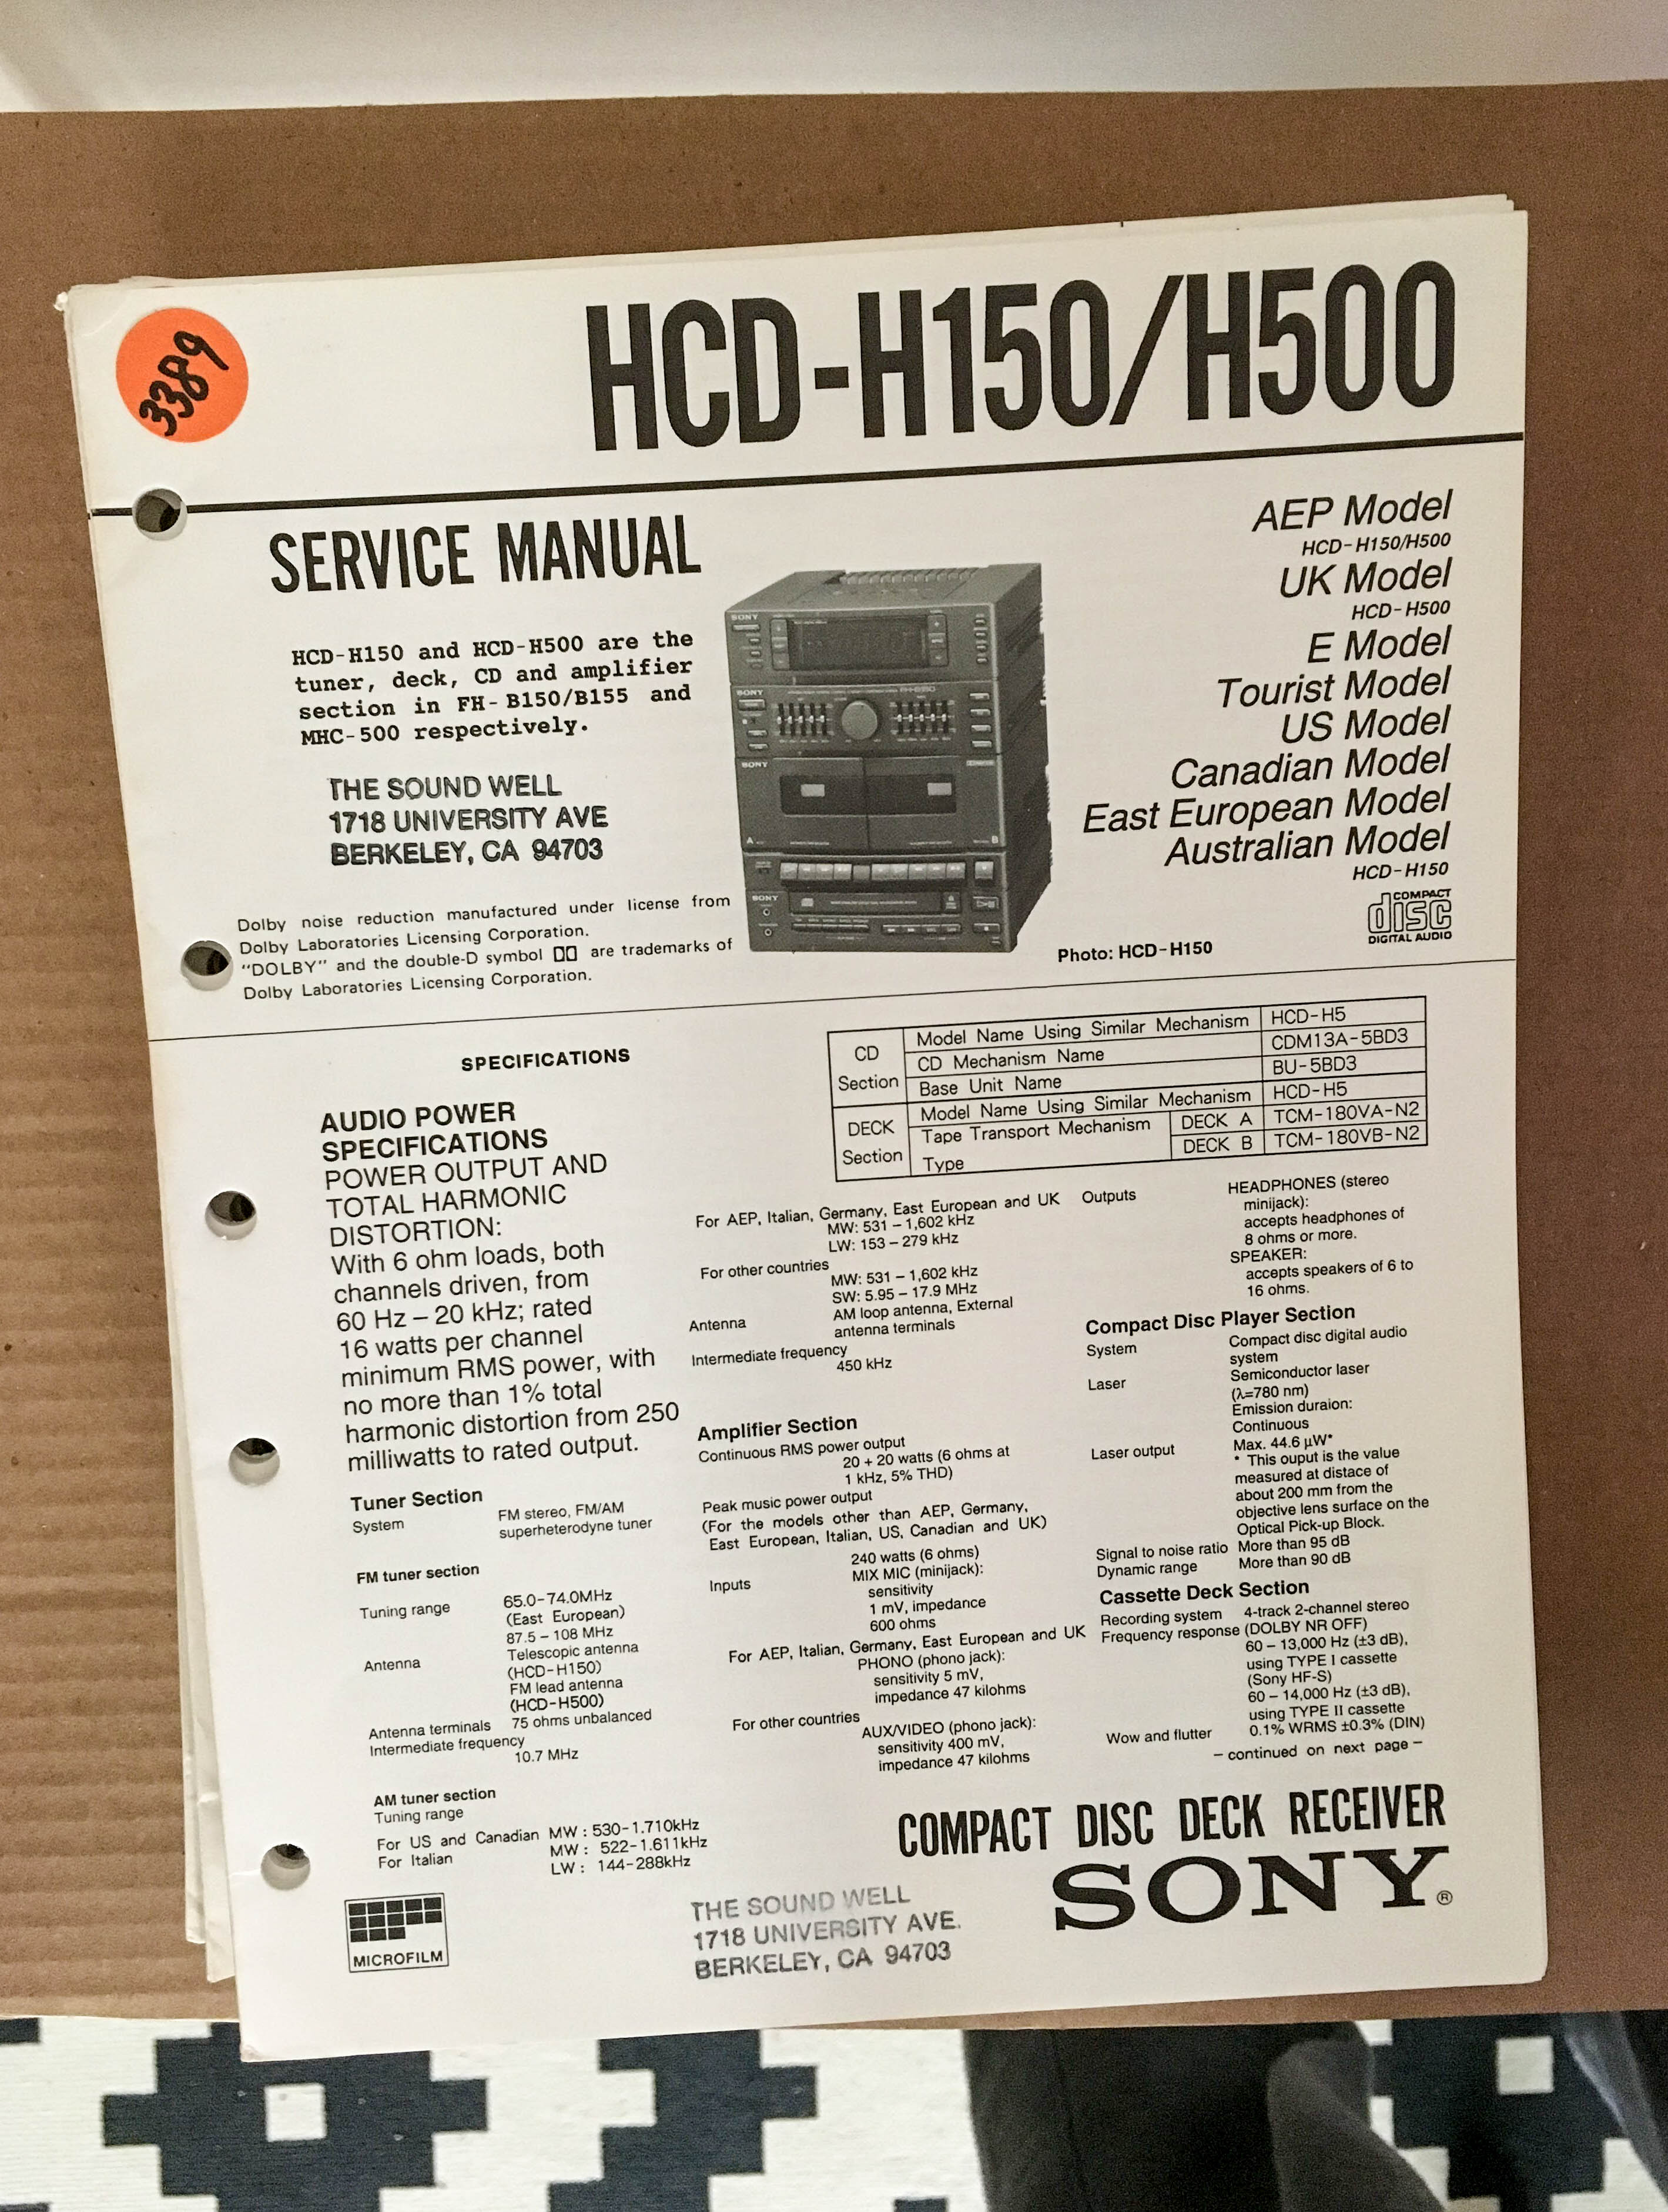 3389
HCD-H150/H500
SERVICE MANUAL
AEP Model
HCD-H150/H500
UK Model
HCD-H500
E Model
Tourist Model
US Model
Canadian Model
East European Model
Australian Model
HCD-H150
HCD-H150 and HCD-H500 are the
tuner, deck, CD and amplifier
section in FH-B150/B155 and
MHC-500 respectively.
THE SOUND WELL
1718 UNIVERSITY AVE
BERKELEY, CA 94703
Dolby noise reduction manufactured under license from
Dolby Laboratories Licensing Corporation.
"DOLBY" and the double-D symbol are trademarks of
Dolby Laboratories Licensing Corporation.
SONY
SONY
SONY
A
B
SONY
COMPACT
disc
DIGITAL AUDIO
Photo: HCD-H150
CD Section
Model Name Using Similar Mechanism HCD-H5
CD Mechanism Name CDM13A-5BD3
Base Unit Name BU-5BD3
DECK Section
Model Name Using Similar Mechanism HCD-H5
Tape Transport Mechanism Type
DECK A TCM-180VA-N2
DECK B TCM-180VB-N2
SPECIFICATIONS
AUDIO POWER
SPECIFICATIONS
POWER OUTPUT AND
TOTAL HARMONIC
DISTORTION:
With 6 ohm loads, both
channels driven, from
60 Hz – 20 kHz; rated
16 watts per channel
minimum RMS power, with
no more than 1% total
harmonic distortion from 250
milliwatts to rated output.
Tuner Section
System FM stereo, FM/AM
superheterodyne tuner
FM tuner section
Tuning range 65.0-74.0MHz
(East European)
87.5 – 108 MHz
Antenna Telescopic antenna
(HCD-H150)
FM lead antenna
(HCD-H500)
Antenna terminals 75 ohms unbalanced
Intermediate frequency
10.7 MHz
AM tuner section
Tuning range
For US and Canadian MW : 530-1.710kHz
For Italian MW : 522-1.611kHz
LW : 144-288kHz
For AEP, Italian, Germany, East European and UK
MW: 531 – 1,602 kHz
LW: 153 – 279 kHz
For other countries
MW: 531 – 1,602 kHz
SW: 5.95 – 17.9 MHz
Antenna AM loop antenna, External
antenna terminals
Intermediate frequency
450 kHz
Amplifier Section
Continuous RMS power output
20 + 20 watts (6 ohms at
1 kHz, 5% THD)
Peak music power output
(For the models other than AEP, Germany,
East European, Italian, US, Canadian and UK)
240 watts (6 ohms)
Inputs MIX MIC (minijack):
sensitivity
1 mV, impedance
600 ohms
For AEP, Italian, Germany, East European and UK
PHONO (phono jack):
sensitivity 5 mV,
impedance 47 kilohms
For other countries
AUX/VIDEO (phono jack):
sensitivity 400 mV,
impedance 47 kilohms
Outputs HEADPHONES (stereo
minijack):
accepts headphones of
8 ohms or more.
SPEAKER:
accepts speakers of 6 to
16 ohms.
Compact Disc Player Section
System Compact disc digital audio
system
Laser Semiconductor laser
(λ=780 nm)
Emission duraion:
Continuous
Laser output Max. 44.6 μW*
* This ouput is the value
measured at distace of
about 200 mm from the
objective lens surface on the
Optical Pick-up Block.
Signal to noise ratio More than 95 dB
Dynamic range More than 90 dB
Cassette Deck Section
Recording system 4-track 2-channel stereo
Frequency response (DOLBY NR OFF)
60 – 13,000 Hz (±3 dB),
using TYPE I cassette
(Sony HF-S)
60 – 14,000 Hz (±3 dB),
using TYPE II cassette
Wow and flutter 0.1% WRMS ±0.3% (DIN)
– continued on next page –
COMPACT DISC DECK RECEIVER
SONY®
MICROFILM
THE SOUND WELL
1718 UNIVERSITY AVE.
BERKELEY, CA 94703